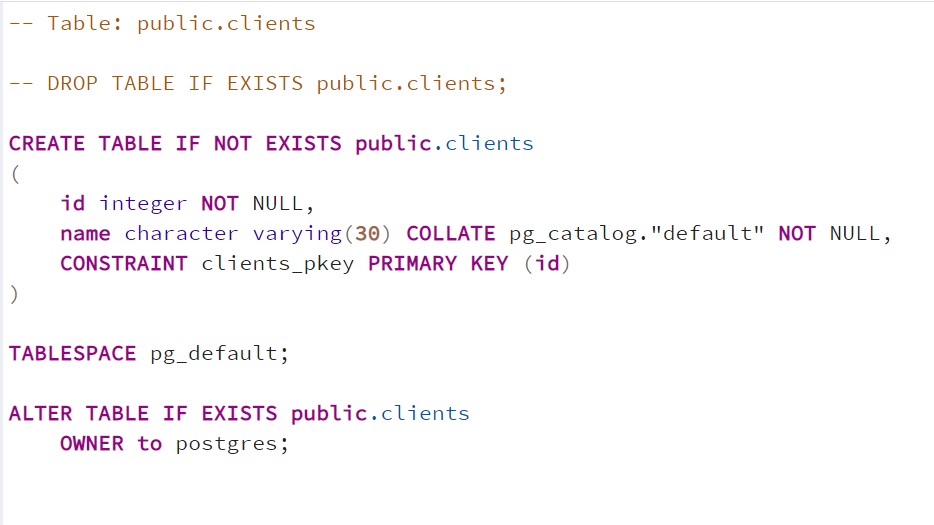 -- Table: public.clients
-- DROP TABLE IF EXISTS public.clients;
CREATE TABLE IF NOT EXISTS public.clients
(
id integer NOT NULL,
name character varying(30) COLLATE pg_catalog."default" NOT NULL,
CONSTRAINT clients_pkey PRIMARY KEY (id)
)
TABLESPACE pg_default;
ALTER TABLE IF EXISTS public.clients
OWNER to postgres;